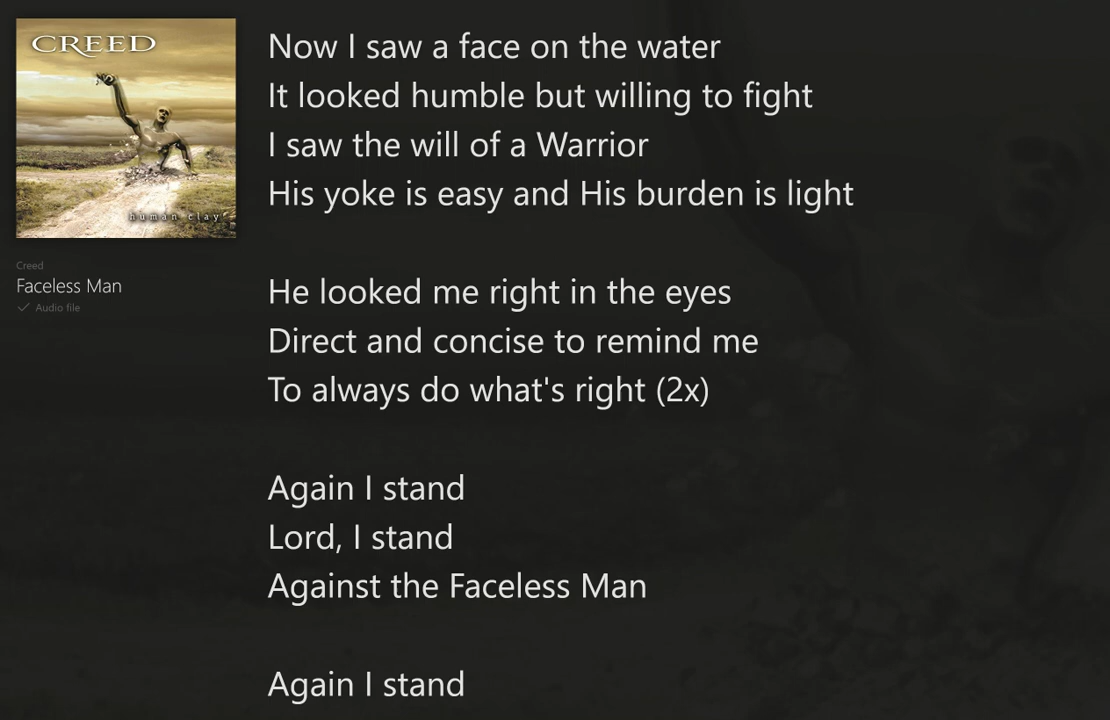 CREED
human clay
Creed
Faceless Man
Audio file
Now I saw a face on the water
It looked humble but willing to fight
I saw the will of a Warrior
His yoke is easy and His burden is light
He looked me right in the eyes
Direct and concise to remind me
To always do what's right (2x)
Again I stand
Lord, I stand
Against the Faceless Man
Again I stand